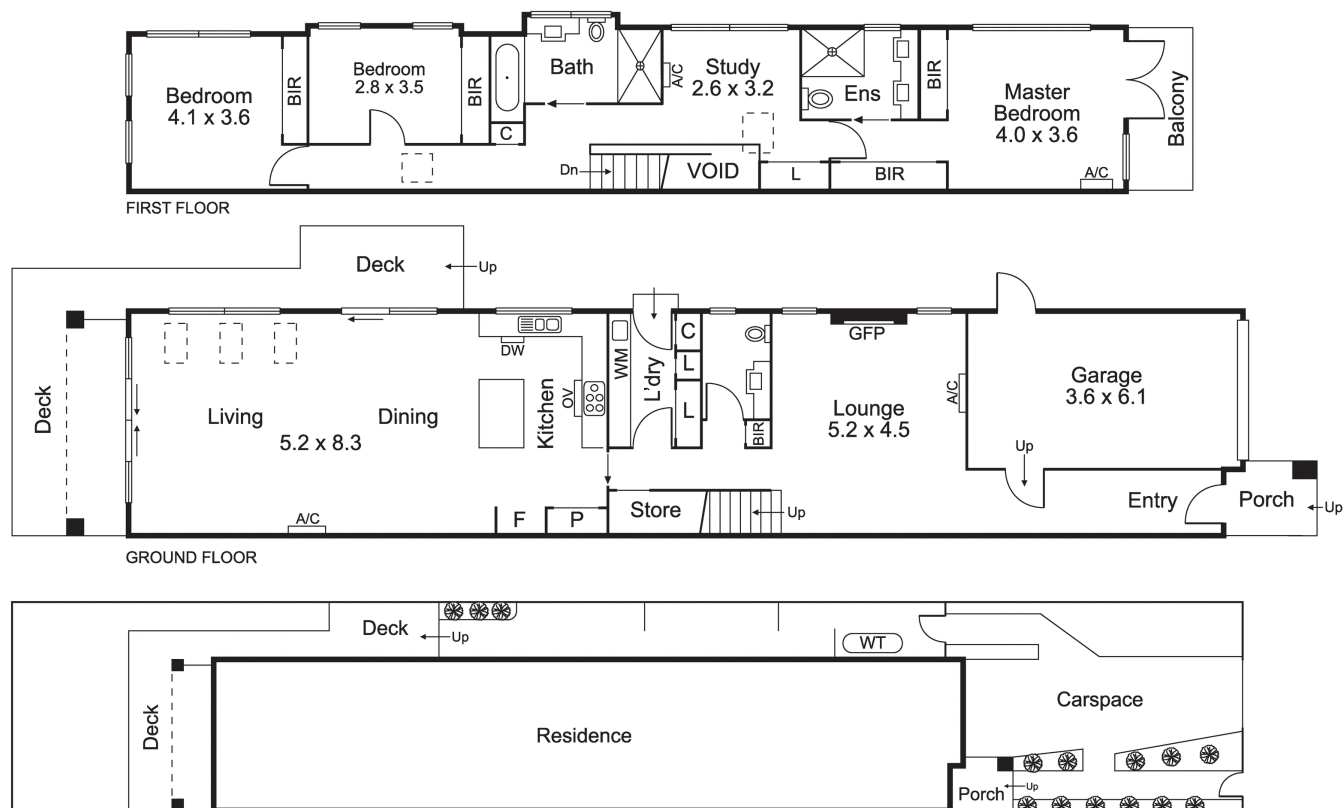 Bedroom
4.1 x 3.6
BIR
Bedroom
2.8 x 3.5
BIR
C
Bath
A/C
Study
2.6 x 3.2
Ens
BIR
Master
Bedroom
4.0 x 3.6
Balcony
Dn
VOID
L
BIR
A/C
FIRST FLOOR
Deck
Up
Deck
Living
Dining
5.2 x 8.3
A/C
DW
Kitchen
OV
F
P
WM
L'dry
C
L
L
BIR
Store
Up
GFP
Lounge
5.2 x 4.5
A/C
Garage
3.6 x 6.1
Up
Entry
Porch
Up
GROUND FLOOR
Deck
Up
WT
Deck
Residence
Carspace
Porch
Up